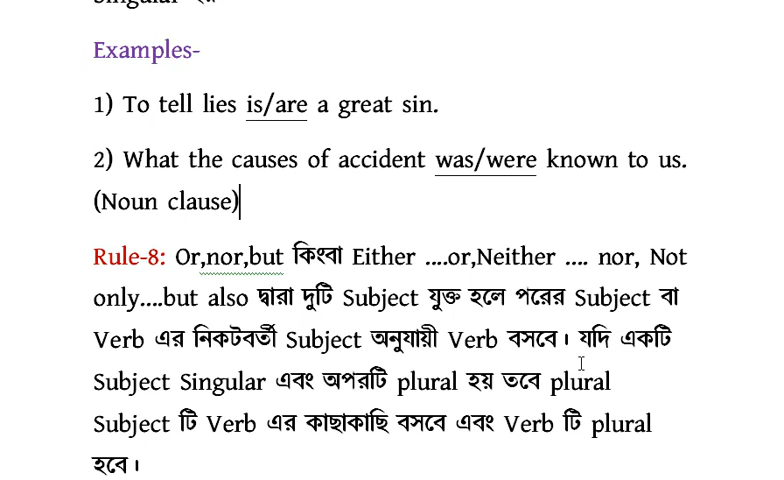 Singular হয়
Examples-
1) To tell lies is/are a great sin.
2) What the causes of accident was/were known to us.
(Noun clause)
Rule-8: Or,nor,but কিংবা Either ....or,Neither .... nor, Not
only....but also দ্বারা দুটি Subject যুক্ত হলে পরের Subject বা
Verb এর নিকটবর্তী Subject অনুযায়ী Verb বসবে। যদি একটি
Subject Singular এবং অপরটি plural হয় তবে plural
Subject টি Verb এর কাছাকাছি বসবে এবং Verb টি plural
হবে।